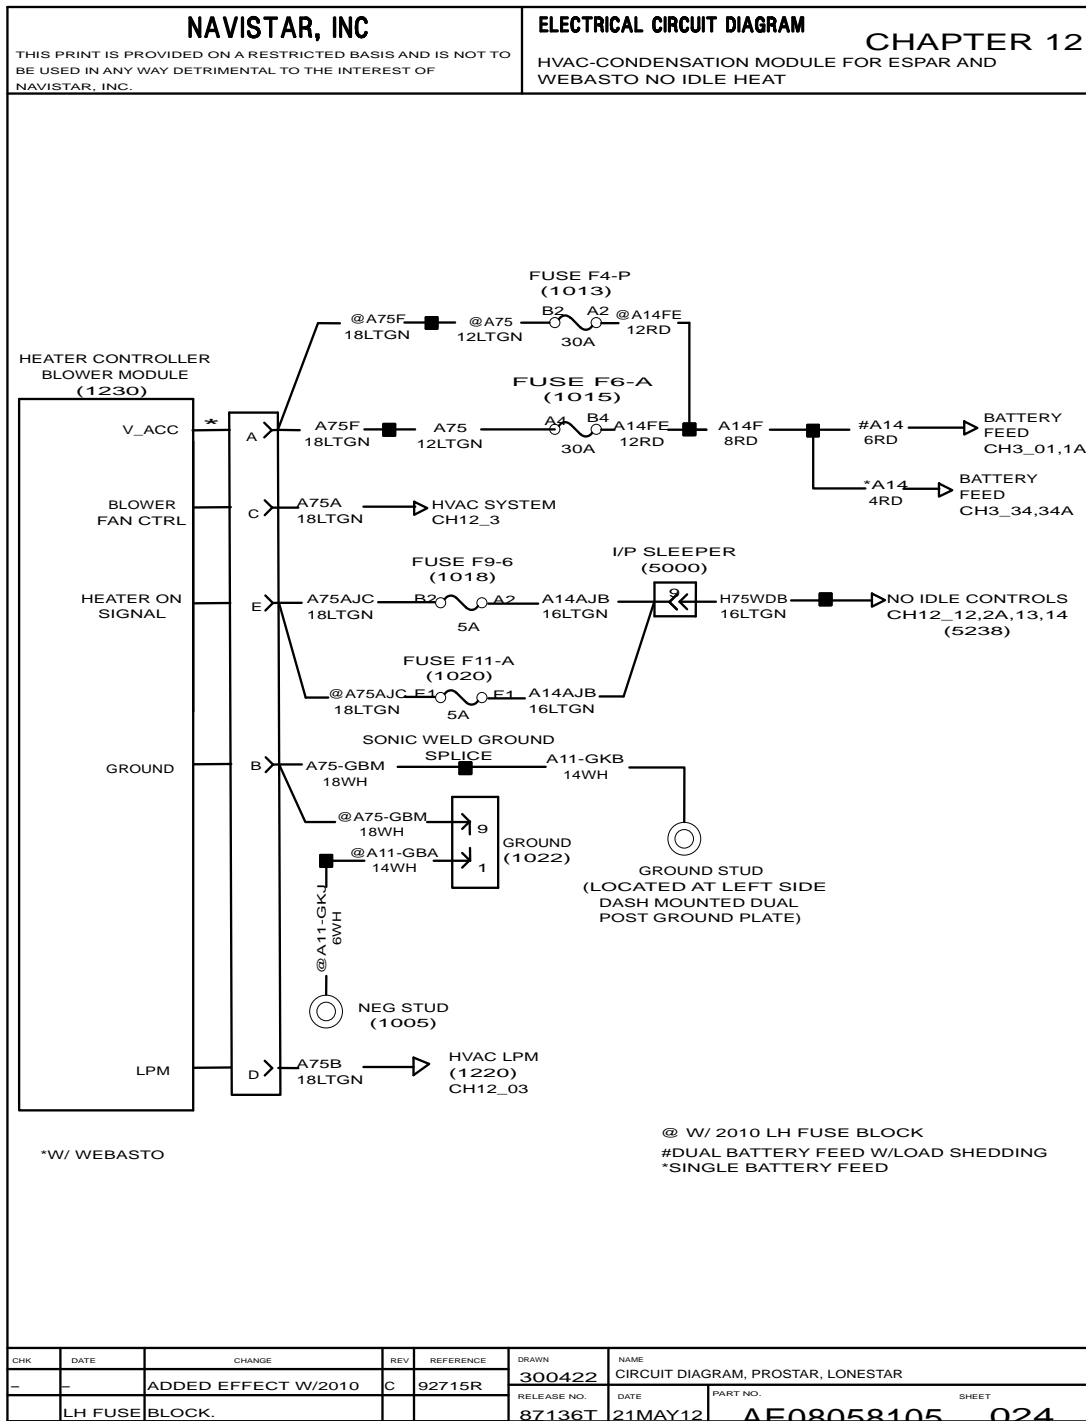 NAVISTAR, INC
THIS PRINT IS PROVIDED ON A RESTRICTED BASIS AND IS NOT TO
BE USED IN ANY WAY DETRIMENTAL TO THE INTEREST OF
NAVISTAR, INC.
ELECTRICAL CIRCUIT DIAGRAM
CHAPTER 12
HVAC-CONDENSATION MODULE FOR ESPAR AND
WEBASTO NO IDLE HEAT
FUSE F4-P
(1013)
@A75F
18LTGN
@A75
12LTGN
B2
A2
30A
@A14FE
12RD
HEATER CONTROLLER
BLOWER MODULE
(1230)
FUSE F6-A
(1015)
V_ACC
*
A
A75F
18LTGN
A75
12LTGN
A4
B4
30A
A14FE
12RD
A14F
8RD
#A14
6RD
BATTERY
FEED
CH3_01,1A
*A14
4RD
BATTERY
FEED
CH3_34,34A
BLOWER
FAN CTRL
C
A75A
18LTGN
HVAC SYSTEM
CH12_3
FUSE F9-6
(1018)
I/P SLEEPER
(5000)
HEATER ON
SIGNAL
E
A75AJC
18LTGN
B2
A2
5A
A14AJB
16LTGN
9
H75WDB
16LTGN
NO IDLE CONTROLS
CH12_12,2A,13,14
(5238)
FUSE F11-A
(1020)
@A75AJC
18LTGN
E1
F1
5A
A14AJB
16LTGN
SONIC WELD GROUND
SPLICE
GROUND
B
A75-GBM
18WH
A11-GKB
14WH
@A75-GBM
18WH
9
GROUND
(1022)
@A11-GBA
14WH
1
GROUND STUD
(LOCATED AT LEFT SIDE
DASH MOUNTED DUAL
POST GROUND PLATE)
@A11-GKJ
6WH
NEG STUD
(1005)
LPM
D
A75B
18LTGN
HVAC LPM
(1220)
CH12_03
*W/ WEBASTO
@ W/ 2010 LH FUSE BLOCK
#DUAL BATTERY FEED W/LOAD SHEDDING
*SINGLE BATTERY FEED
CHK DATE CHANGE REV REFERENCE
– – ADDED EFFECT W/2010 C 92715R
LH FUSE BLOCK.
DRAWN
300422
NAME
CIRCUIT DIAGRAM, PROSTAR, LONESTAR
RELEASE NO.
87136T
DATE
21MAY12
PART NO.
AE08058105
SHEET
024